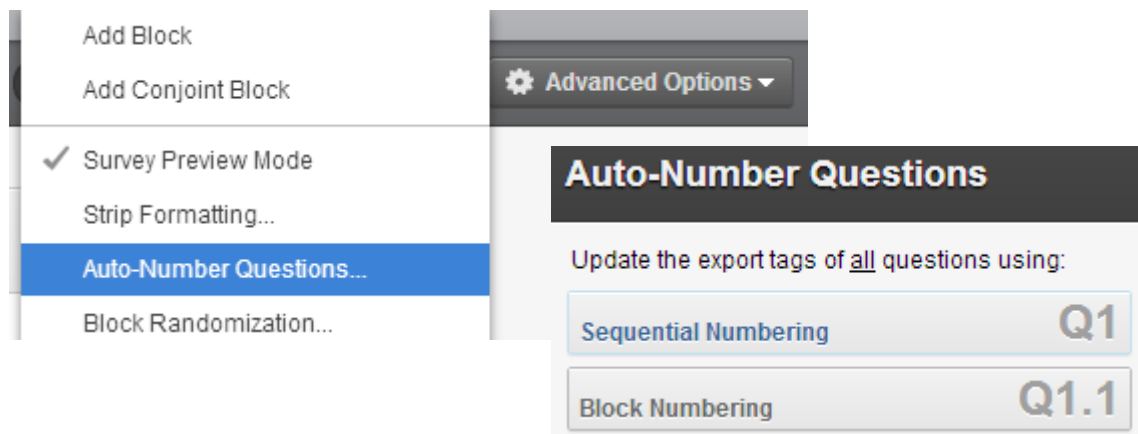 Add Block
Add Conjoint Block
Advanced Options
Survey Preview Mode
Strip Formatting...
Auto-Number Questions...
Block Randomization...
Auto-Number Questions
Update the export tags of all questions using:
Sequential Numbering Q1
Block Numbering Q1.1